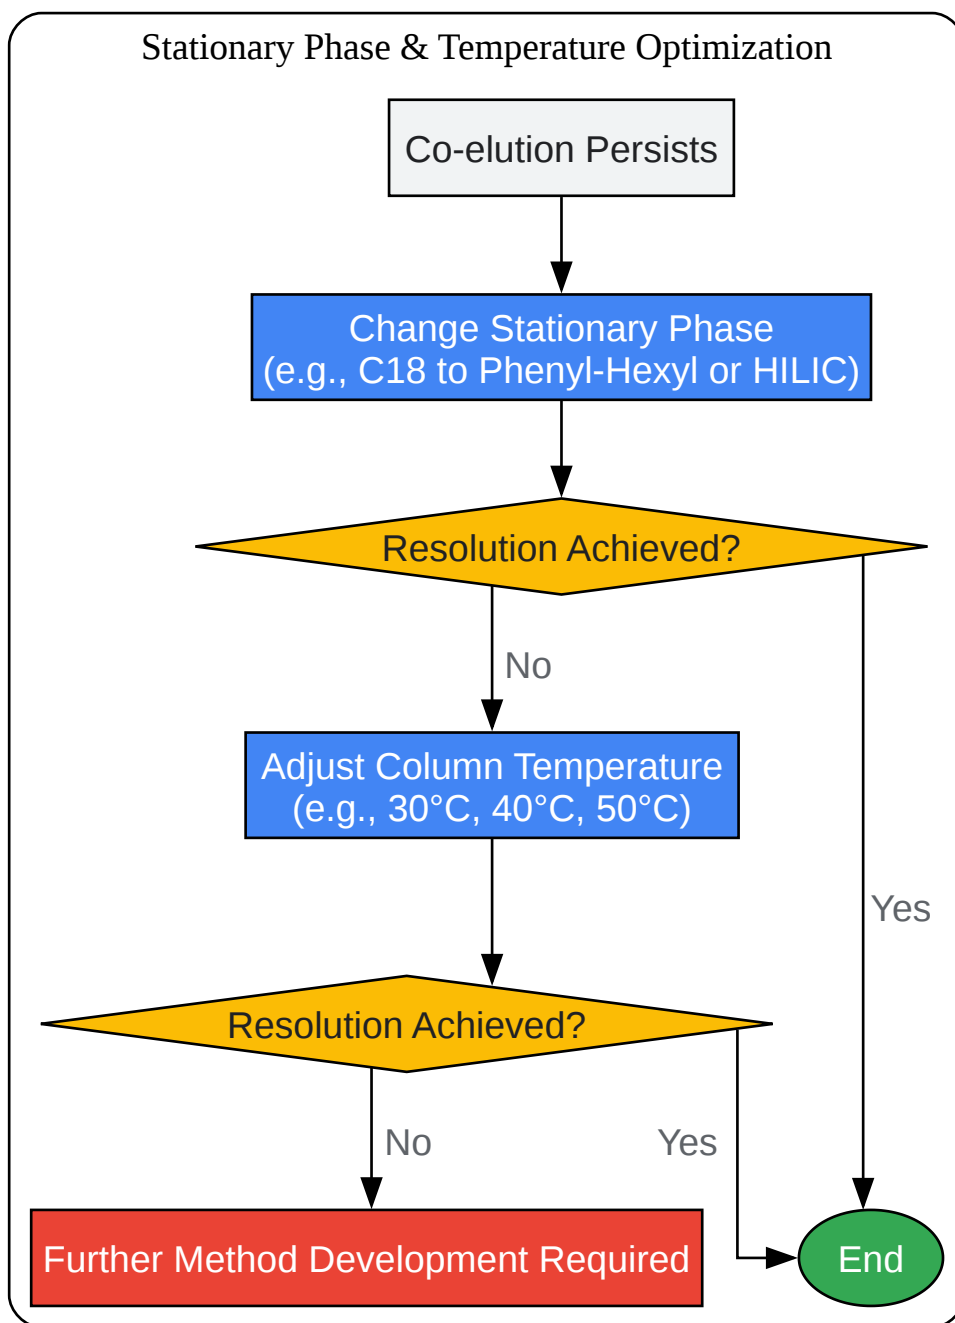 Stationary Phase & Temperature Optimization
Co-elution Persists
Change Stationary Phase
(e.g., C18 to Phenyl-Hexyl or HILIC)
Resolution Achieved?
No
Adjust Column Temperature
(e.g., 30°C, 40°C, 50°C)
Yes
Resolution Achieved?
No
Yes
Further Method Development Required
End